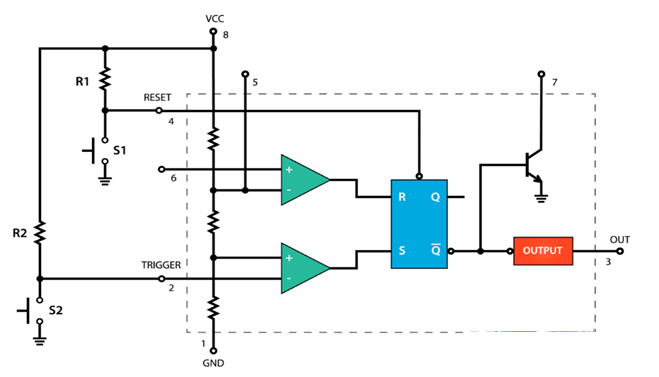 VCC
8
R1
5
7
RESET
4
S1
6
+
-
R Q
R2
TRIGGER
2
+
-
S Q̅
OUTPUT
OUT
3
S2
1
GND